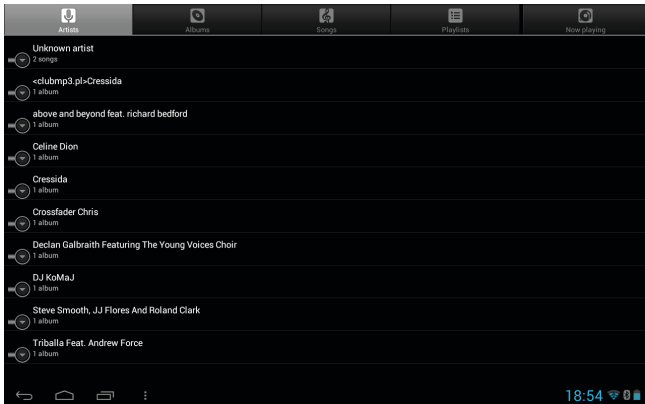 Artists
Albums
Songs
Playlists
Now playing
Unknown artist
2 songs
<clubmp3.pl>Cressida
1 album
above and beyond feat. richard bedford
1 album
Celine Dion
1 album
Cressida
1 album
Crossfader Chris
1 album
Declan Galbraith Featuring The Young Voices Choir
1 album
DJ KoMaJ
1 album
Steve Smooth, JJ Flores And Roland Clark
1 album
Triballa Feat. Andrew Force
1 album
18:54